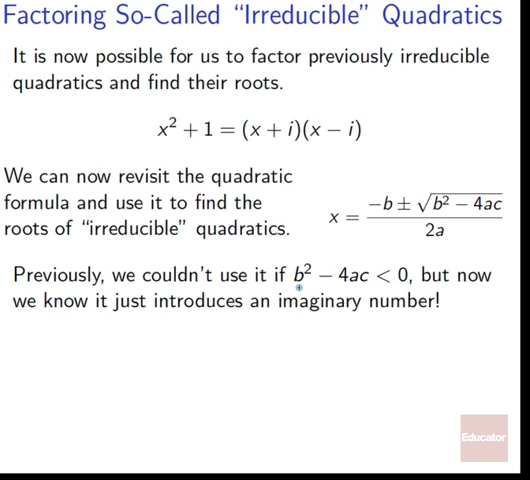 Factoring So-Called “Irreducible” Quadratics
It is now possible for us to factor previously irreducible
quadratics and find their roots.
x² + 1 = (x + i)(x − i)
We can now revisit the quadratic
formula and use it to find the
roots of “irreducible” quadratics.
x = −b ± √b² − 4ac / 2a
Previously, we couldn’t use it if b² − 4ac < 0, but now
we know it just introduces an imaginary number!
Educator